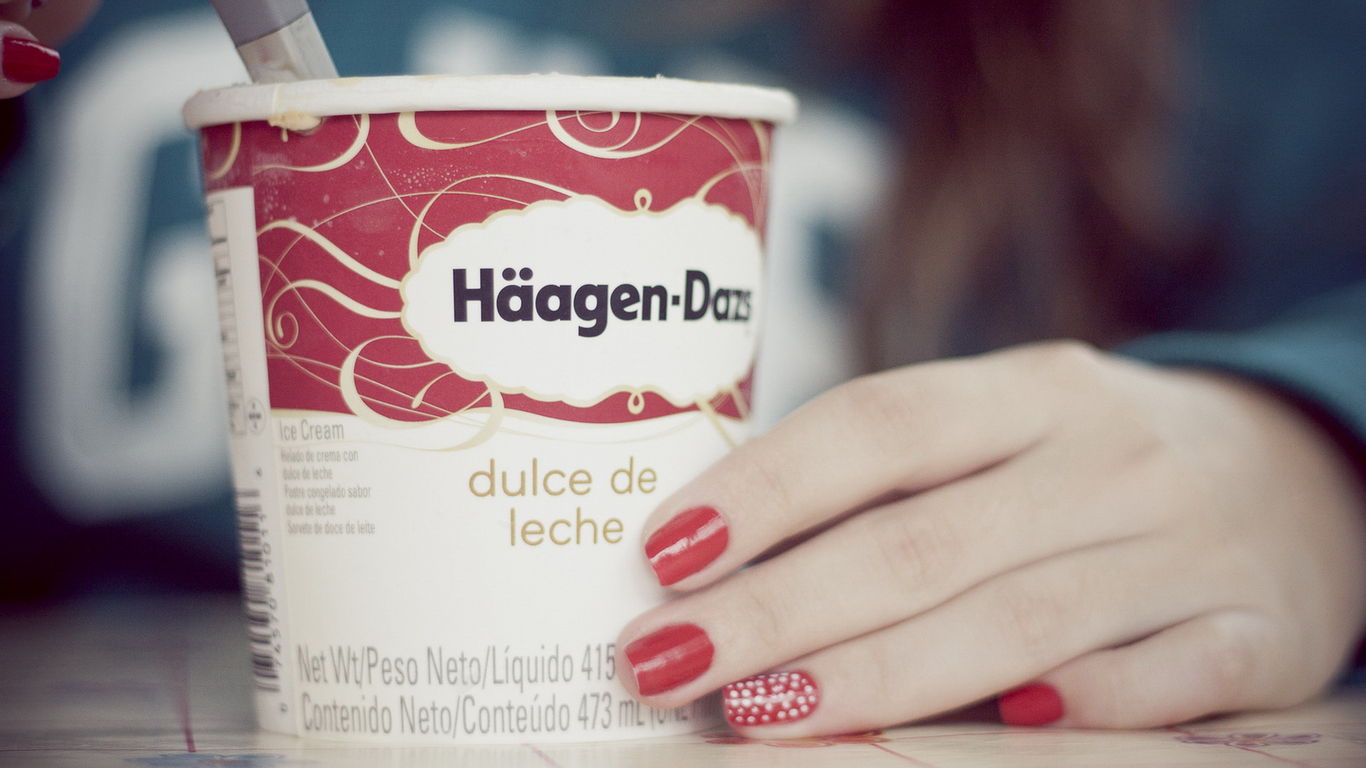 Häagen-Dazs
Ice Cream
Helado de crema con
dulce de leche
Postre congelado sabor
dulce de leche
Sorvete de doce de leite
dulce de
leche
Net Wt/Peso Neto/Líquido 415
Contenido Neto/Conteúdo 473 mL